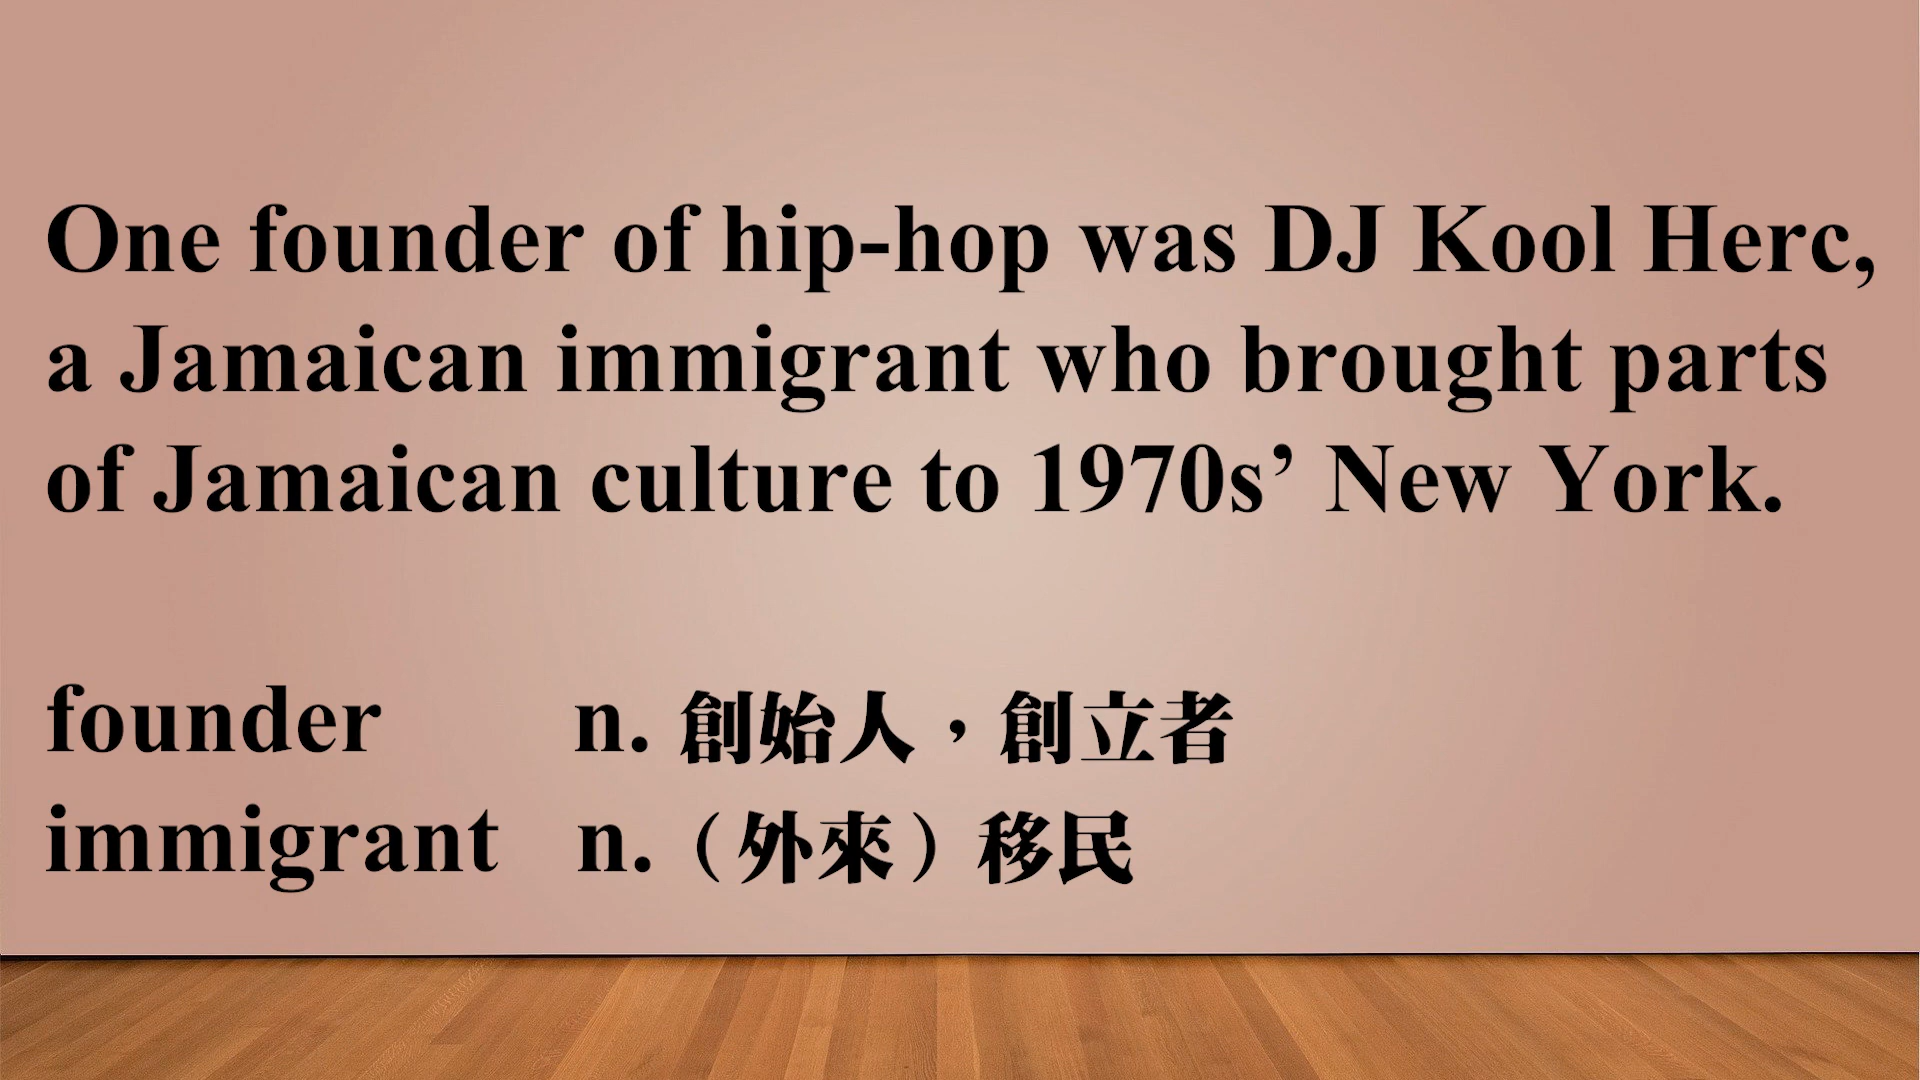 One founder of hip-hop was DJ Kool Herc,
a Jamaican immigrant who brought parts
of Jamaican culture to 1970s’ New York.
founder n. 創始人，創立者
immigrant n.（外來）移民